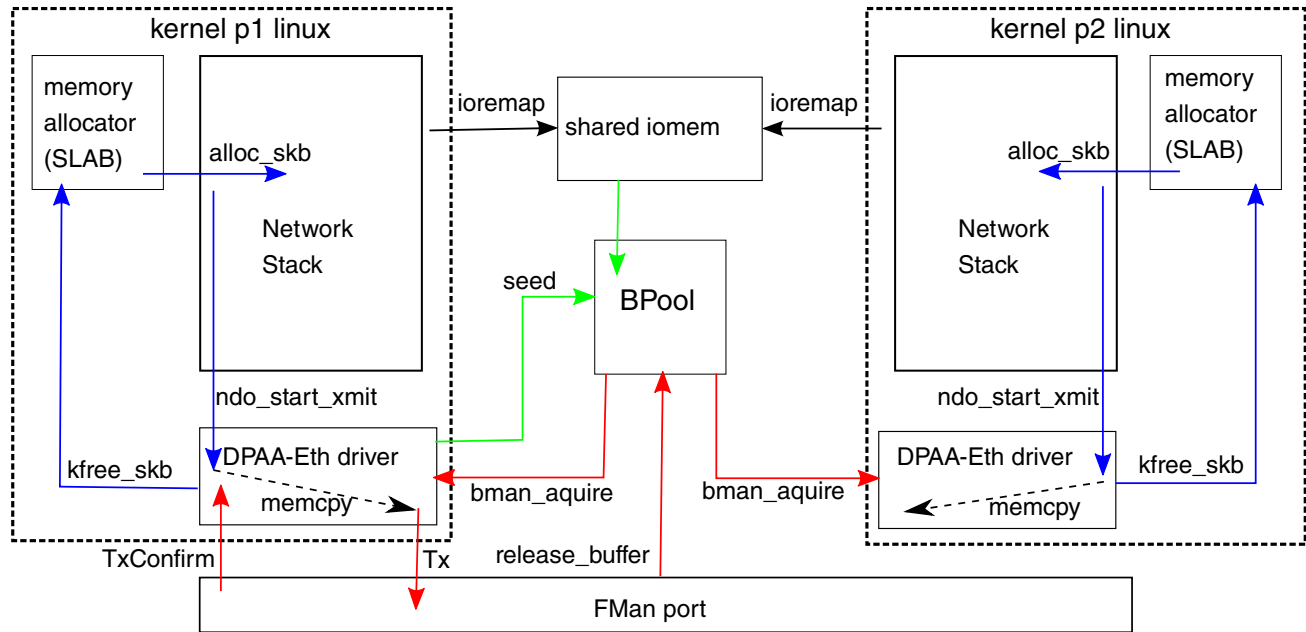 kernel p1 linux
kernel p2 linux
memory
allocator
(SLAB)
alloc_skb
Network
Stack
ioremap
shared iomem
ioremap
alloc_skb
memory
allocator
(SLAB)
Network
Stack
seed
BPool
ndo_start_xmit
ndo_start_xmit
kfree_skb
DPAA-Eth driver
memcpy
bman_aquire
bman_aquire
DPAA-Eth driver
memcpy
kfree_skb
TxConfirm
Tx
release_buffer
FMan port